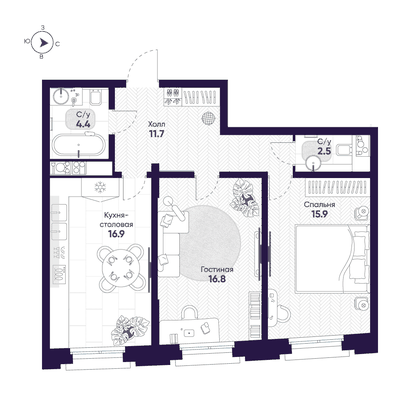 З
Ю
С
В
С/у
4.4
Холл
11.7
С/у
2.5
Кухня-
столовая
16.9
Гостиная
16.8
Спальня
15.9